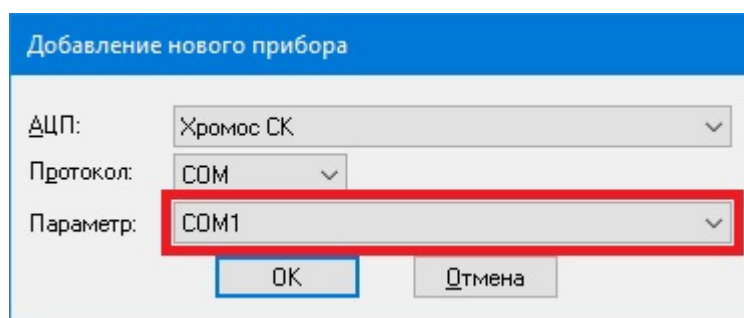 Добавление нового прибора
АЦП: Хромос СК
Протокол: COM
Параметр: COM1
OK Отмена